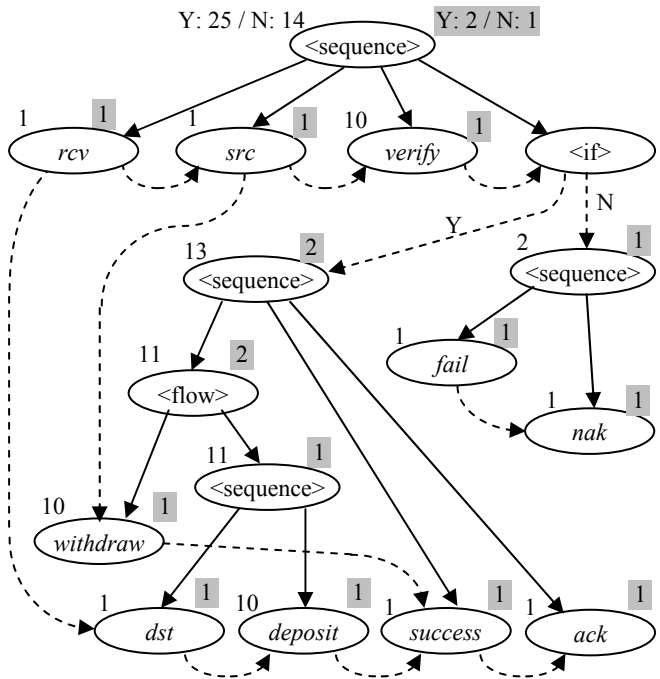 Y: 25 / N: 14 Y: 2 / N: 1
<sequence>
1 1 1 1 10 1
rcv src verify <if>
Y N
13 2 2 1
<sequence> <sequence>
1 1
fail
11 2
<flow>
1 1
nak
11 1
<sequence>
10 1
withdraw
1 1 10 1 1 1 1 1
dst deposit success ack